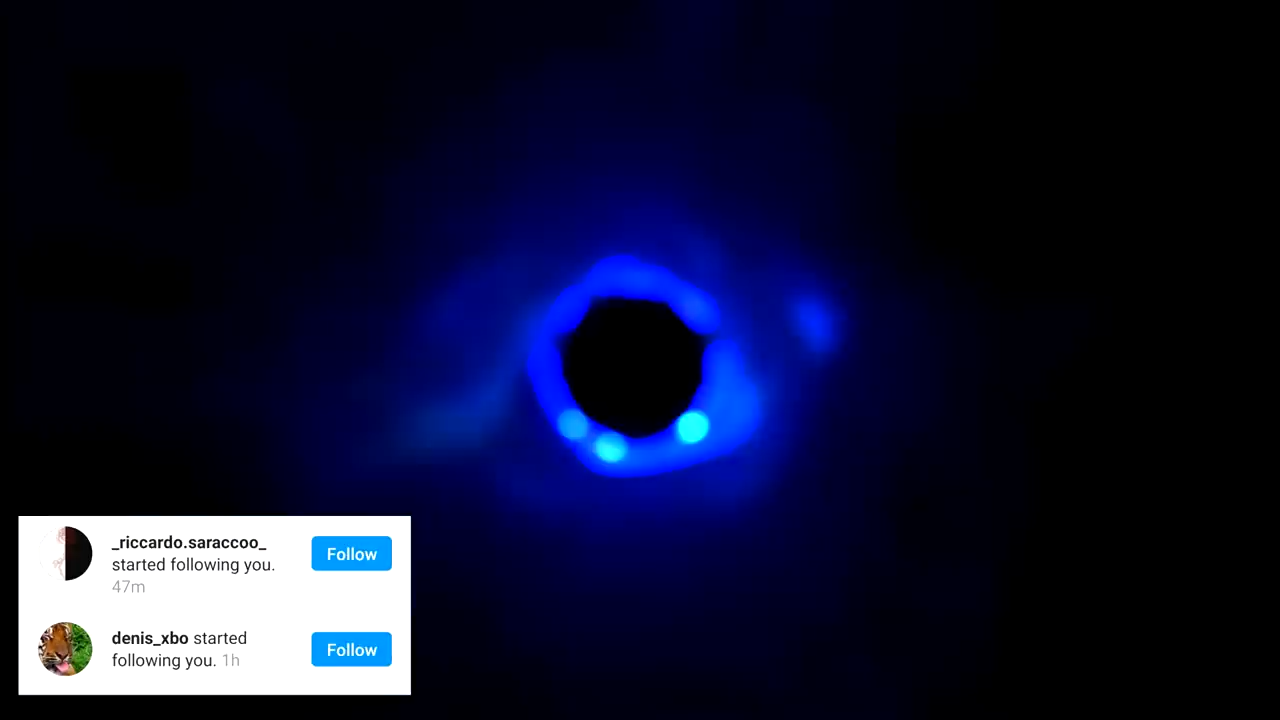 _riccardo.saraccoo_
started following you.
47m
Follow
denis_xbo started
following you. 1h
Follow